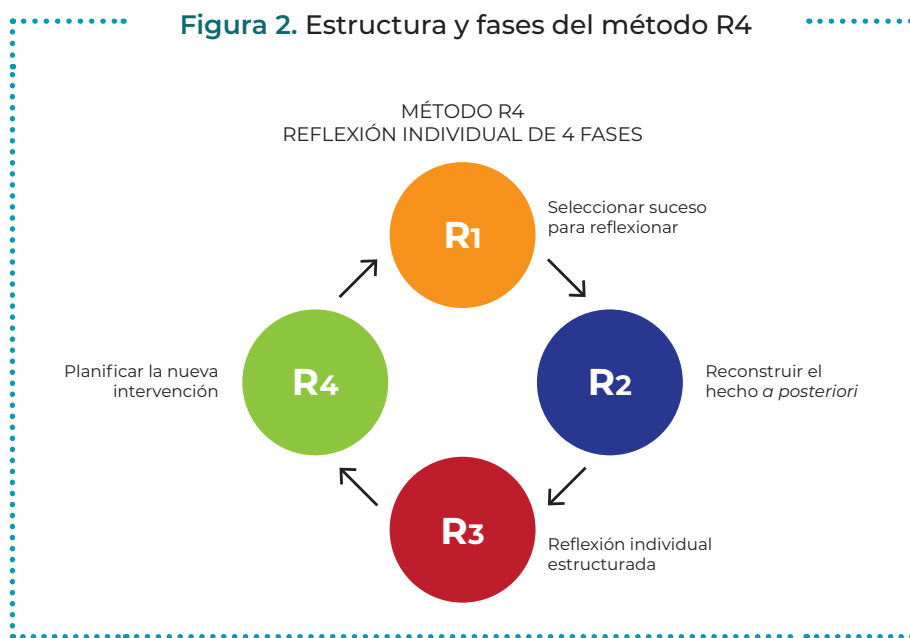 Figura 2. Estructura y fases del método R4
MÉTODO R4
REFLEXIÓN INDIVIDUAL DE 4 FASES
R1
Seleccionar suceso
para reflexionar
R2
Reconstruir el
hecho a posteriori
R3
Reflexión individual
estructurada
R4
Planificar la nueva
intervención